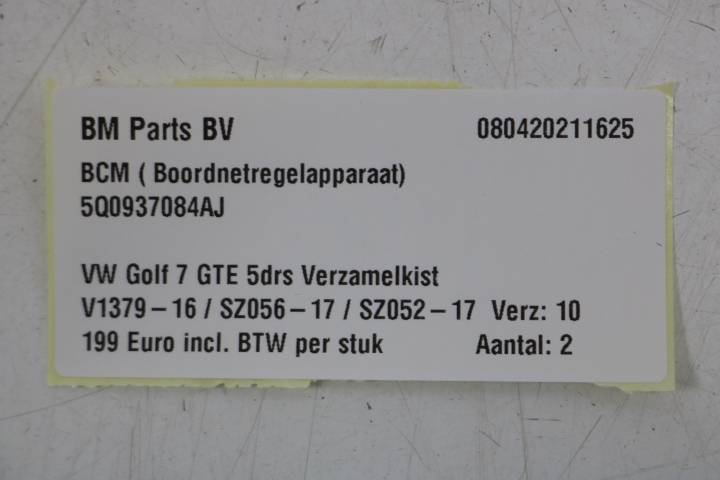 BM Parts BV 080420211625
BCM ( Boordnetregelapparaat)
5Q0937084AJ
VW Golf 7 GTE 5drs Verzamelkist
V1379 – 16 / SZ056 – 17 / SZ052 – 17 Verz: 10
199 Euro incl. BTW per stuk Aantal: 2